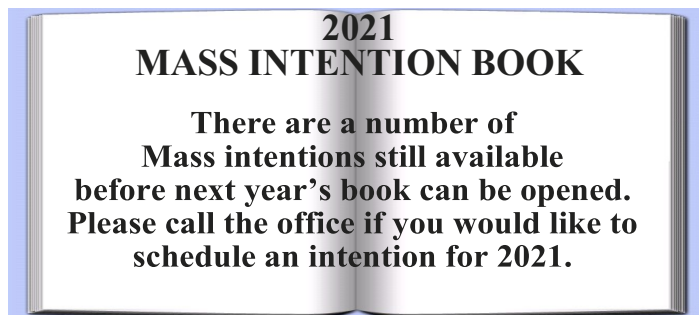 2021
MASS INTENTION BOOK
There are a number of
Mass intentions still available
before next year’s book can be opened.
Please call the office if you would like to
schedule an intention for 2021.